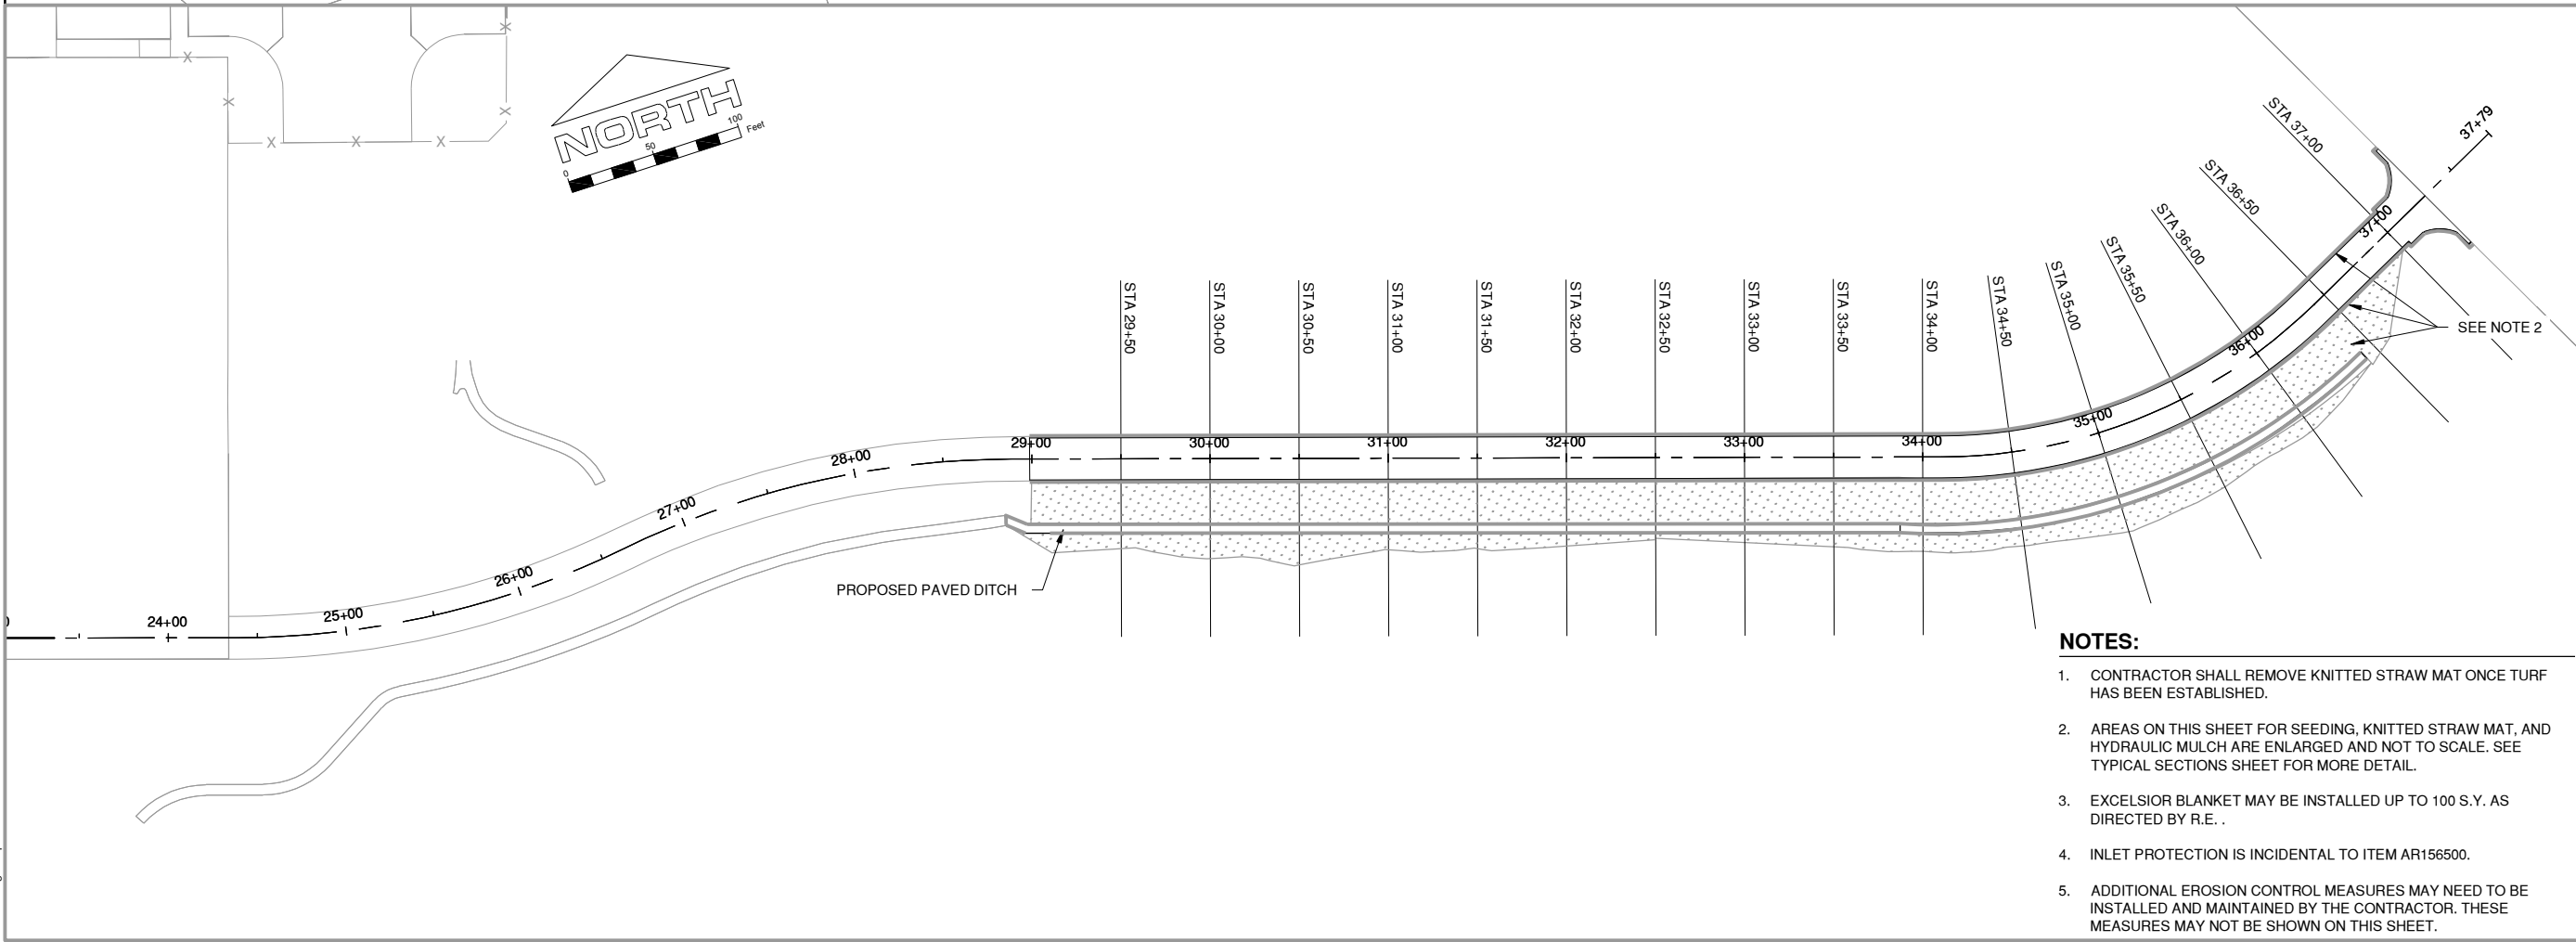 NORTH
0
50
100
Feet
STA 29+50
STA 30+00
STA 30+50
STA 31+00
STA 31+50
STA 32+00
STA 32+50
STA 33+00
STA 33+50
STA 34+00
STA 34+50
STA 35+00
STA 35+50
STA 36+00
STA 36+50
STA 37+00
37+79
24+00
25+00
26+00
27+00
28+00
29+00
30+00
31+00
32+00
33+00
34+00
35+00
36+00
37+00
SEE NOTE 2
PROPOSED PAVED DITCH
NOTES:
1. CONTRACTOR SHALL REMOVE KNITTED STRAW MAT ONCE TURF
HAS BEEN ESTABLISHED.
2. AREAS ON THIS SHEET FOR SEEDING, KNITTED STRAW MAT, AND
HYDRAULIC MULCH ARE ENLARGED AND NOT TO SCALE. SEE
TYPICAL SECTIONS SHEET FOR MORE DETAIL.
3. EXCELSIOR BLANKET MAY BE INSTALLED UP TO 100 S.Y. AS
DIRECTED BY R.E. .
4. INLET PROTECTION IS INCIDENTAL TO ITEM AR156500.
5. ADDITIONAL EROSION CONTROL MEASURES MAY NEED TO BE
INSTALLED AND MAINTAINED BY THE CONTRACTOR. THESE
MEASURES MAY NOT BE SHOWN ON THIS SHEET.